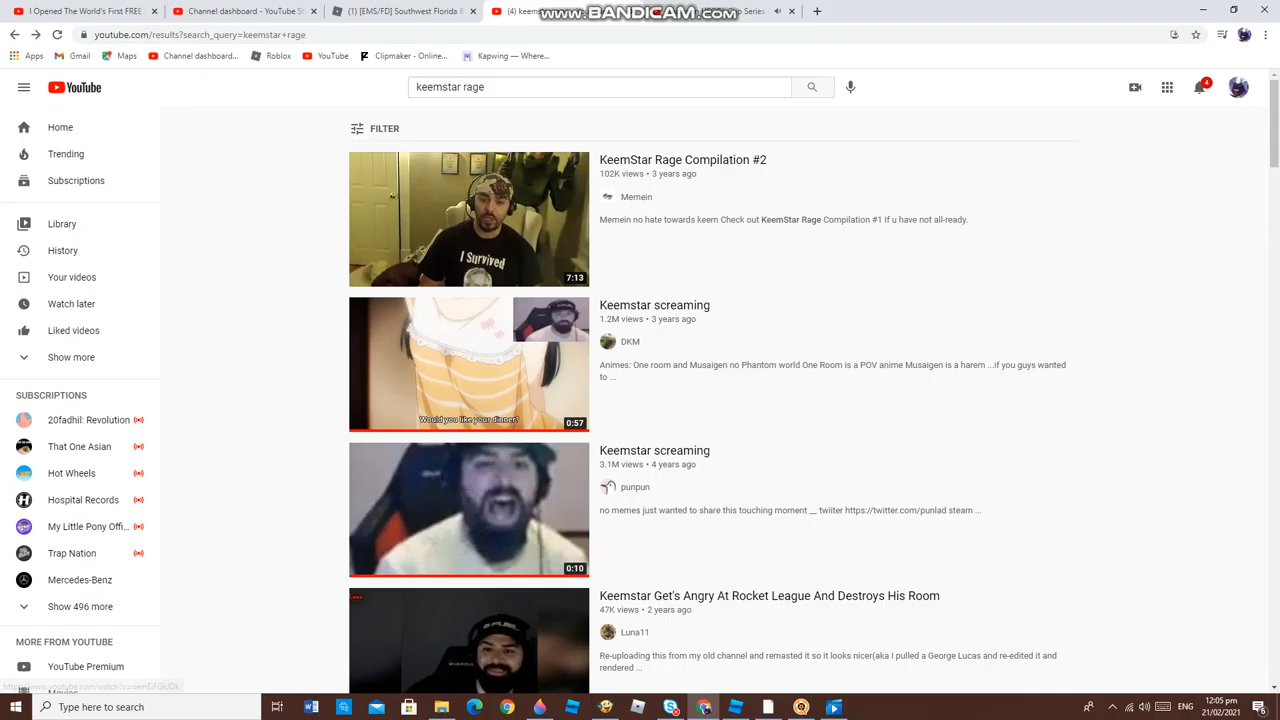 (1) Opened World's First FREE
Channel dashboard - YouTube St
(1) [EMS/FD] Southwest Florida B
(4) keems
www.BANDICAM.com
Series
youtube.com/results?search_query=keemstar+rage
Apps
Gmail
Maps
Channel dashboard...
Roblox
YouTube
Clipmaker - Online...
Kapwing — Where...
YouTube
keemstar rage
4
Home
Trending
Subscriptions
Library
History
Your videos
Watch later
Liked videos
Show more
SUBSCRIPTIONS
20fadhil: Revolution
That One Asian
Hot Wheels
Hospital Records
My Little Pony Offi...
Trap Nation
Mercedes-Benz
Show 496 more
MORE FROM YOUTUBE
YouTube Premium
FILTER
I Survived
7:13
KeemStar Rage Compilation #2
102K views • 3 years ago
Memein
Memein no hate towards keem Check out KeemStar Rage Compilation #1 If u have not all-ready.
Would you like your dinner?
0:57
Keemstar screaming
1.2M views • 3 years ago
DKM
Animes: One room and Musaigen no Phantom world One Room is a POV anime Musaigen is a harem ...if you guys wanted
to ...
0:10
Keemstar screaming
3.1M views • 4 years ago
punpun
no memes just wanted to share this touching moment __ twiiter https://twitter.com/punlad steam ...
Keemstar Get's Angry At Rocket League And Destroys His Room
47K views • 2 years ago
Luna11
Re-uploading this from my old channel and remasted it so it looks nicer(aka I pulled a George Lucas and re-edited it and
rendered ...
Type here to search
ENG
12:05 pm
21/02/2021